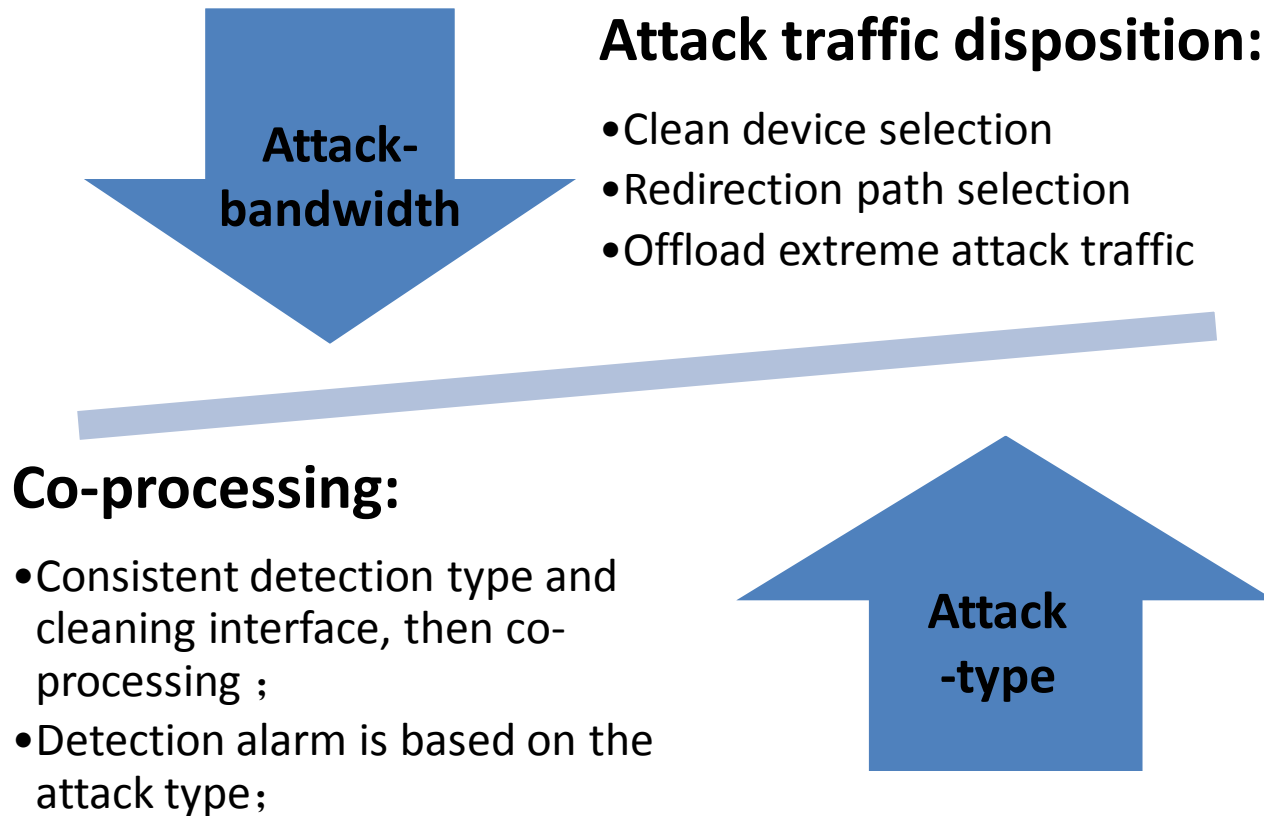 Attack-
bandwidth
Attack traffic disposition:
•Clean device selection
•Redirection path selection
•Offload extreme attack traffic
Co-processing:
•Consistent detection type and
cleaning interface, then co-
processing ；
•Detection alarm is based on the
attack type；
Attack
-type